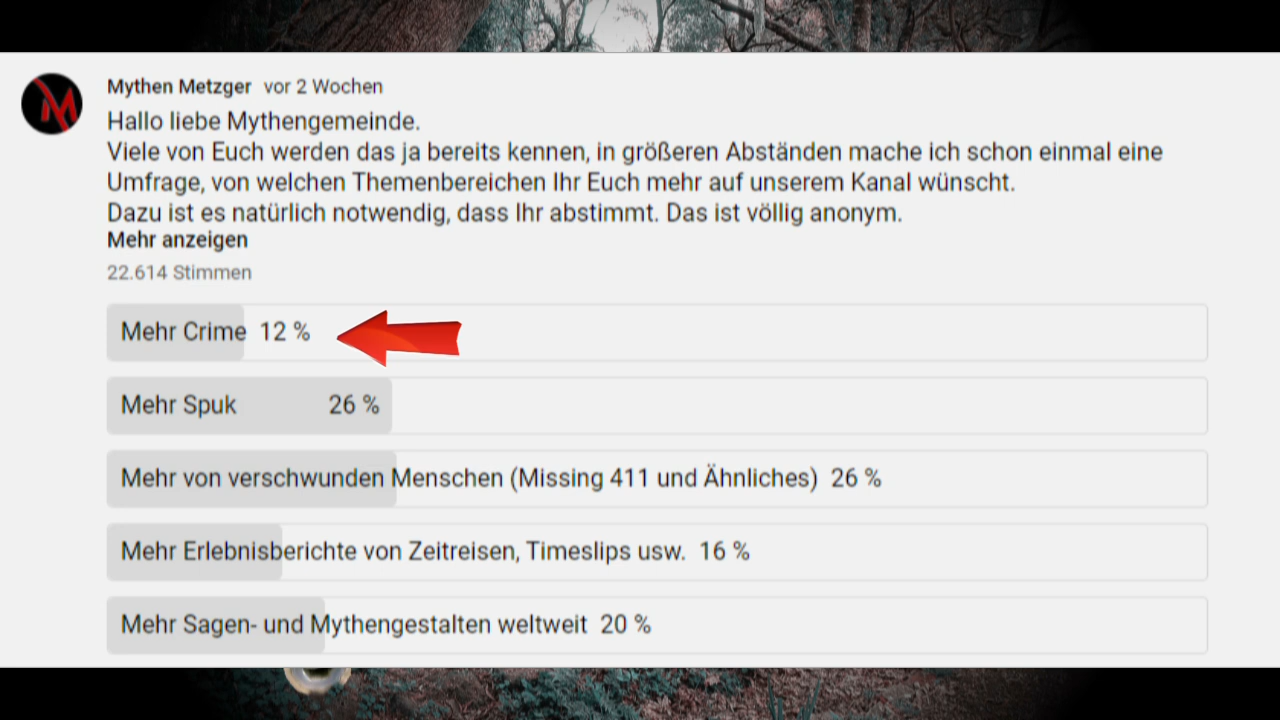 Mythen Metzger vor 2 Wochen
Hallo liebe Mythengemeinde.
Viele von Euch werden das ja bereits kennen, in größeren Abständen mache ich schon einmal eine
Umfrage, von welchen Themenbereichen Ihr Euch mehr auf unserem Kanal wünscht.
Dazu ist es natürlich notwendig, dass Ihr abstimmt. Das ist völlig anonym.
Mehr anzeigen
22.614 Stimmen
Mehr Crime 12 %
Mehr Spuk 26 %
Mehr von verschwunden Menschen (Missing 411 und Ähnliches) 26 %
Mehr Erlebnisberichte von Zeitreisen, Timeslips usw. 16 %
Mehr Sagen- und Mythengestalten weltweit 20 %